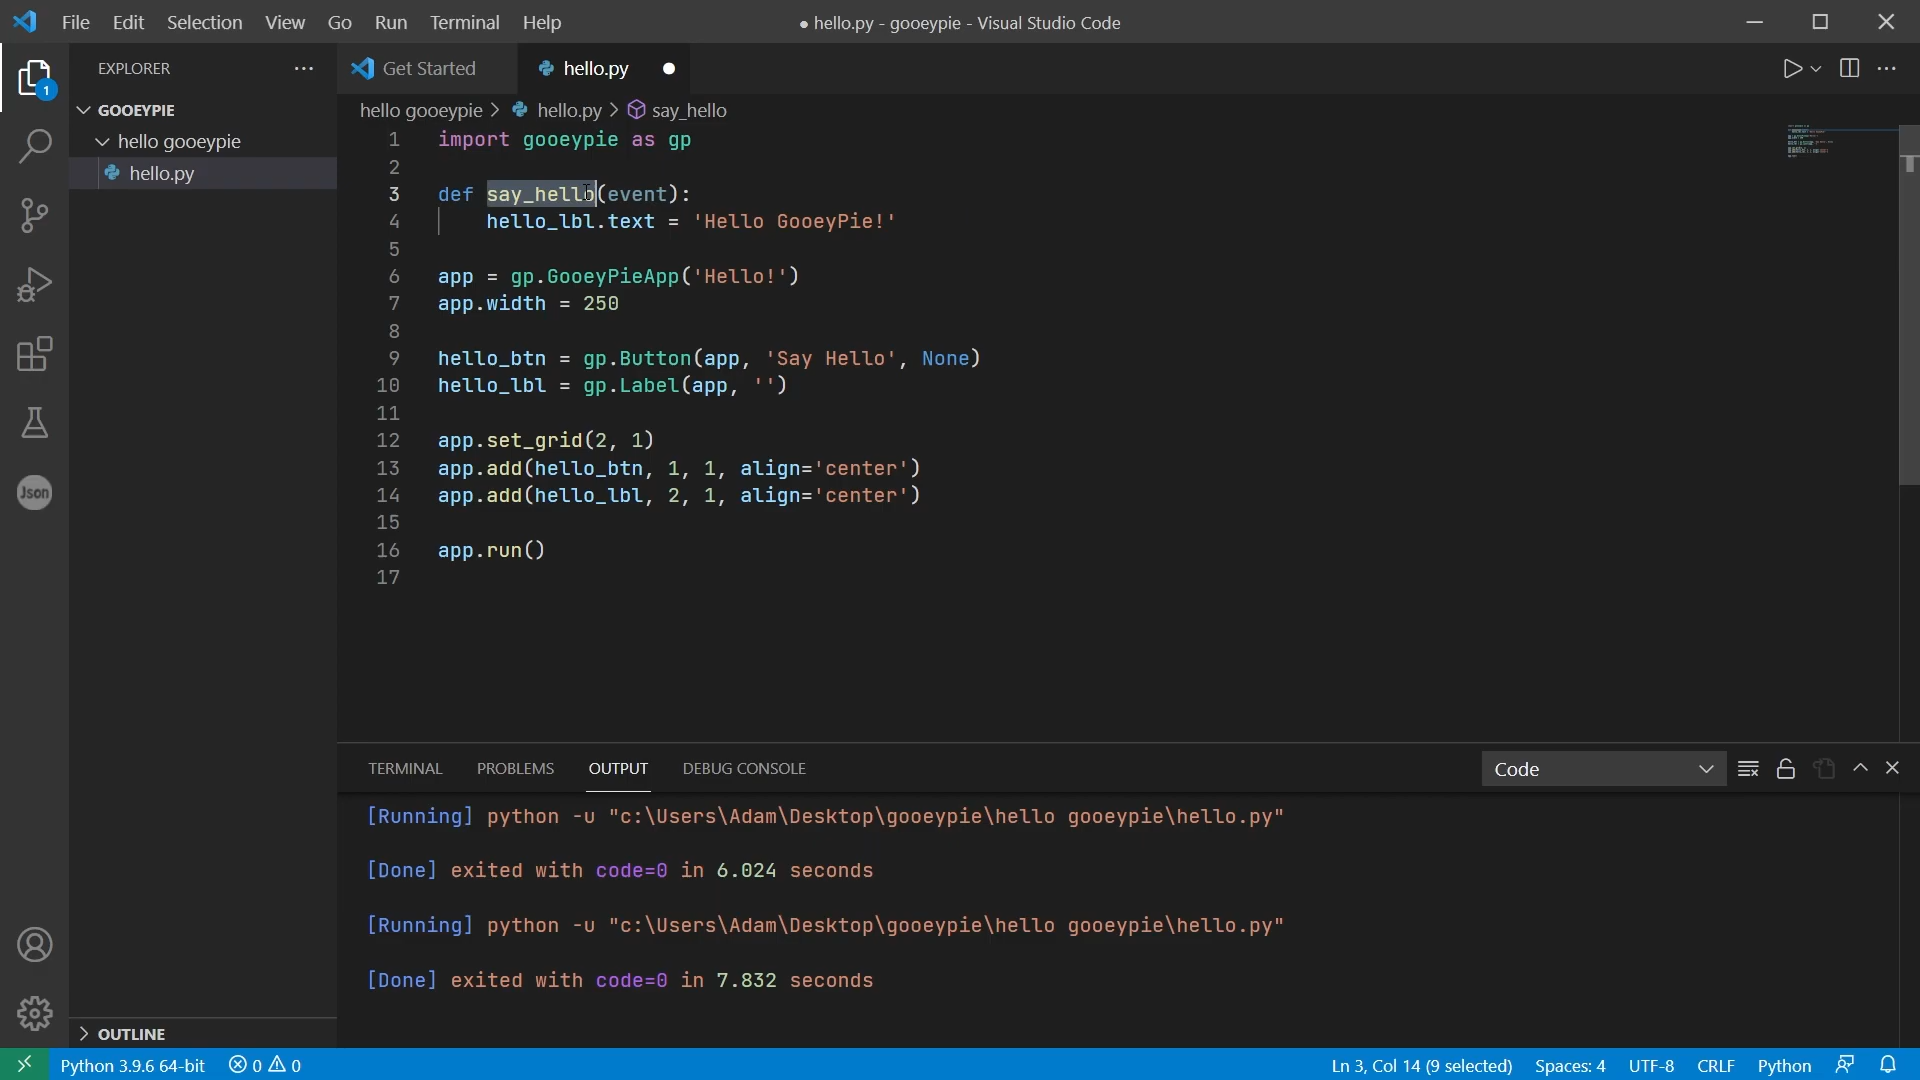 File Edit Selection View Go Run Terminal Help
● hello.py - gooeypie - Visual Studio Code
1
EXPLORER
GOOEYPIE
hello gooeypie
hello.py
OUTLINE
Json
Get Started
hello.py
hello gooeypie > hello.py > say_hello
1 import gooeypie as gp
2
3 def say_hello(event):
4 hello_lbl.text = 'Hello GooeyPie!'
5
6 app = gp.GooeyPieApp('Hello!')
7 app.width = 250
8
9 hello_btn = gp.Button(app, 'Say Hello', None)
10 hello_lbl = gp.Label(app, '')
11
12 app.set_grid(2, 1)
13 app.add(hello_btn, 1, 1, align='center')
14 app.add(hello_lbl, 2, 1, align='center')
15
16 app.run()
17
TERMINAL PROBLEMS OUTPUT DEBUG CONSOLE
Code
[Running] python -u "c:\Users\Adam\Desktop\gooeypie\hello gooeypie\hello.py"
[Done] exited with code=0 in 6.024 seconds
[Running] python -u "c:\Users\Adam\Desktop\gooeypie\hello gooeypie\hello.py"
[Done] exited with code=0 in 7.832 seconds
Python 3.9.6 64-bit 0 0
Ln 3, Col 14 (9 selected) Spaces: 4 UTF-8 CRLF Python